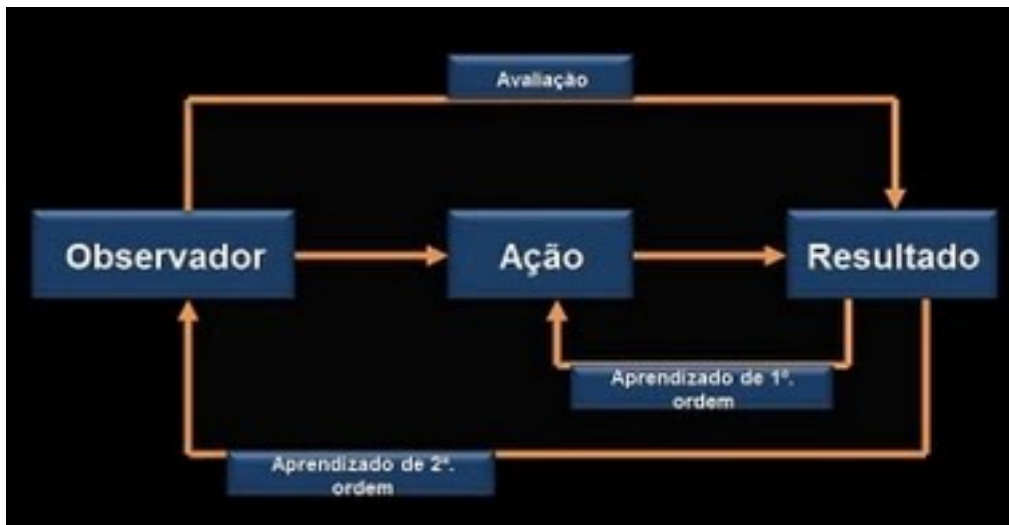 Avaliação
Observador
Ação
Resultado
Aprendizado de 1ª.
ordem
Aprendizado de 2ª.
ordem